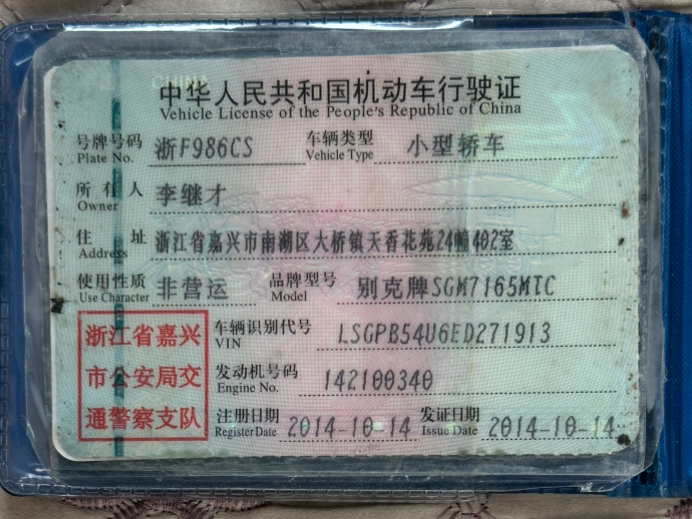 中华人民共和国机动车行驶证
Vehicle License of the People's Republic of China
号牌号码 浙F986CS 车辆类型 小型轿车
Plate No. Vehicle Type
所有人 李继才
Owner
住址 浙江省嘉兴市南湖区大桥镇天香花苑24幢402室
Address
使用性质 非营运 品牌型号 别克牌SGM7165MTC
Use Character Model
浙江省嘉兴市公安局交通警察支队
车辆识别代号 LSGPB54U6ED271913
VIN
发动机号码 142100340
Engine No.
注册日期 2014-10-14 发证日期 2014-10-14
Register Date Issue Date